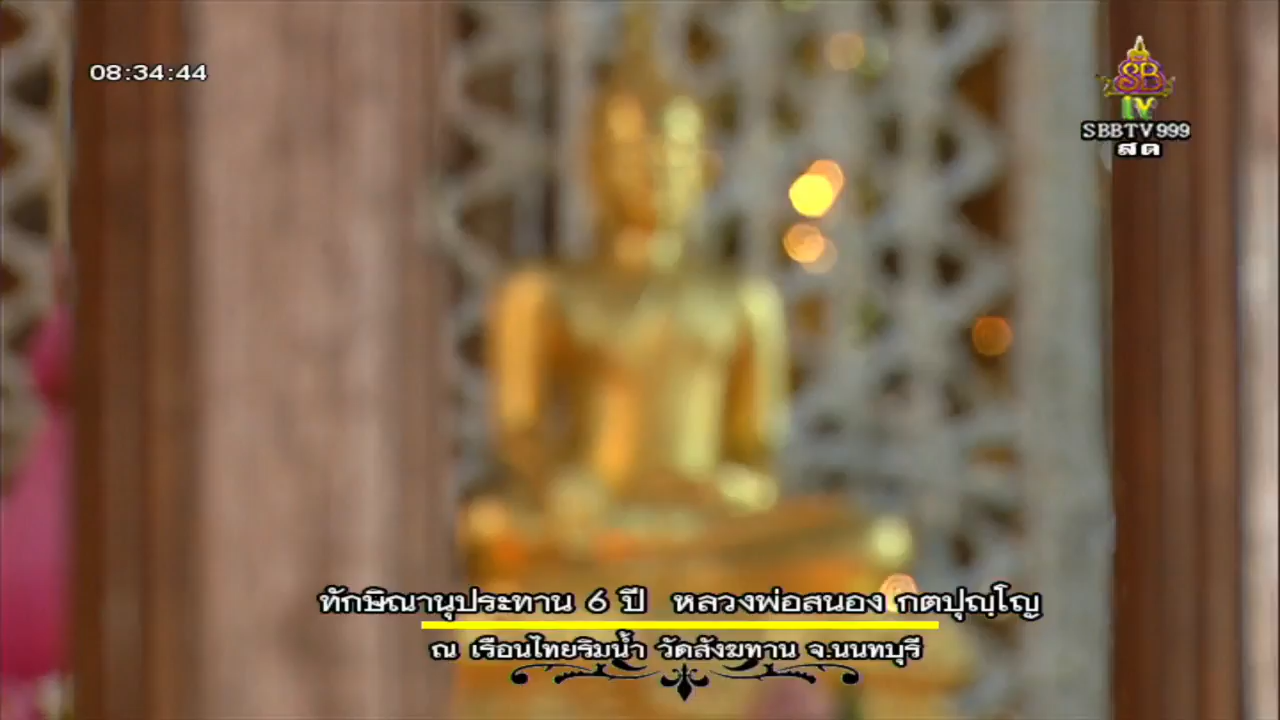 08:34:44
SB
TV
SBBTV999
สด
ทักษิณานุประทาน 6 ปี หลวงพ่อสนอง กตปุญฺโญ
ณ เรือนไทยริมน้ำ วัดสังฆทาน จ.นนทบุรี